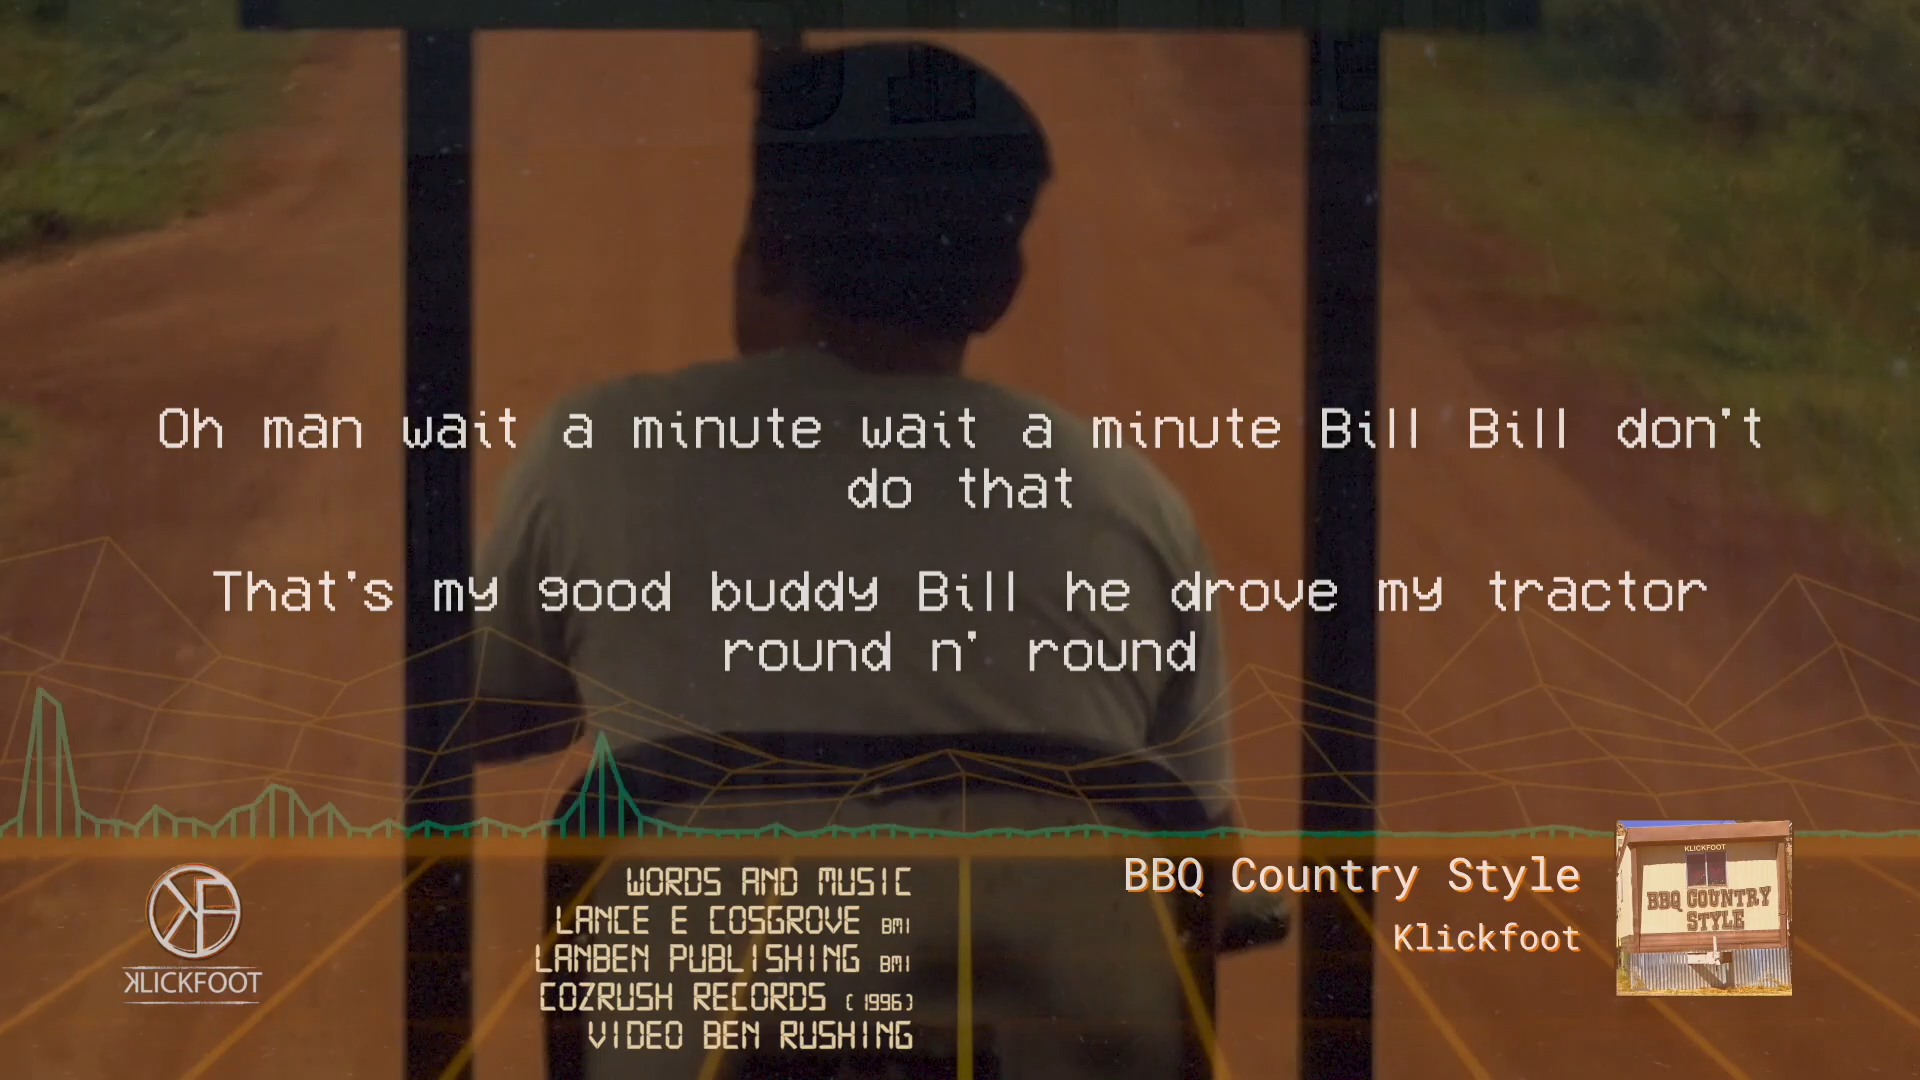 Oh man wait a minute wait a minute Bill Bill don't
do that
That's my good buddy Bill he drove my tractor
round n' round
WORDS AND MUSIC
LANCE E COSGROVE BMI
LANBEN PUBLISHING BMI
COZRUSH RECORDS (1996)
VIDEO BEN RUSHING
BBQ Country Style
Klickfoot
KLICKFOOT
BBQ COUNTRY
STYLE
KF
KLICKFOOT